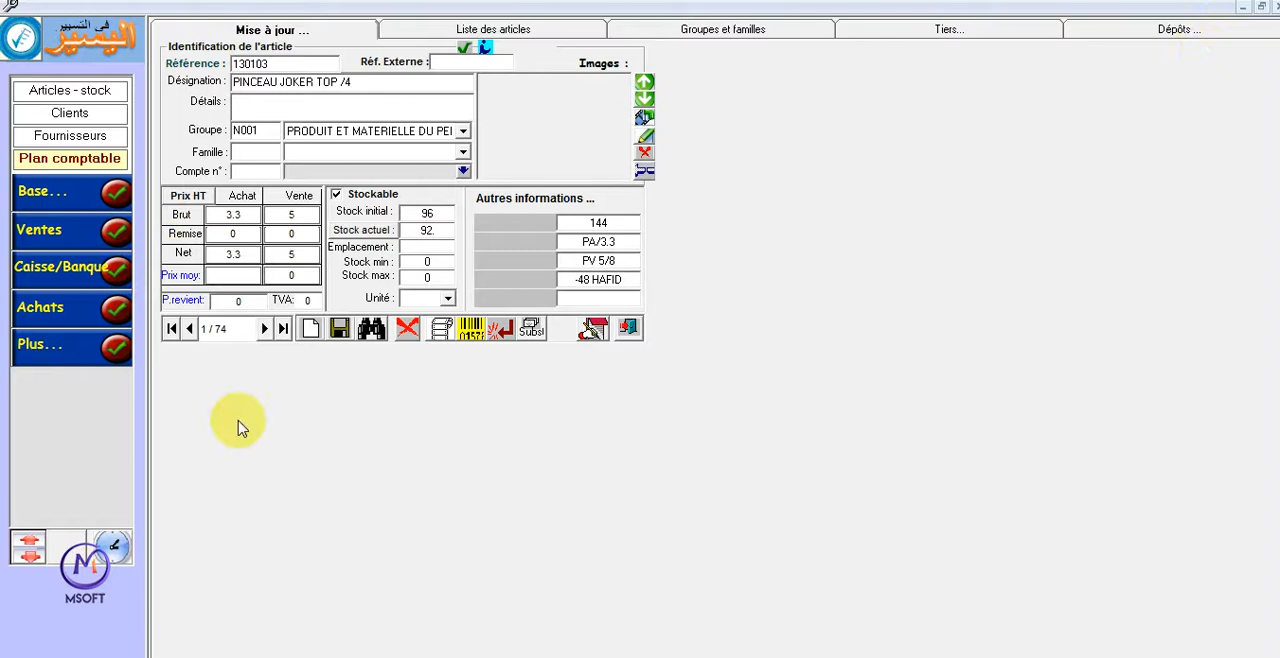 في التسيير
اليسير
Articles - stock
Clients
Fournisseurs
Plan comptable
Base...
Ventes
Caisse/Banque
Achats
Plus...
MSOFT
Mise à jour ...
Liste des articles
Groupes et familles
Tiers...
Dépôts ...
Identification de l'article
Référence : 130103
Réf. Externe :
Images :
Désignation : PINCEAU JOKER TOP /4
Détails :
Groupe : N001 PRODUIT ET MATERIELLE DU PEI
Famille :
Compte n° :
Prix HT Achat Vente
Brut 3.3 5
Remise 0 0
Net 3.3 5
Prix moy: 0
P.revient: 0 TVA: 0
Stockable
Stock initial : 96
Stock actuel : 92.
Emplacement :
Stock min : 0
Stock max : 0
Unité :
Autres informations ...
144
PA/3.3
PV 5/8
-48 HAFID
1 / 74
Subst